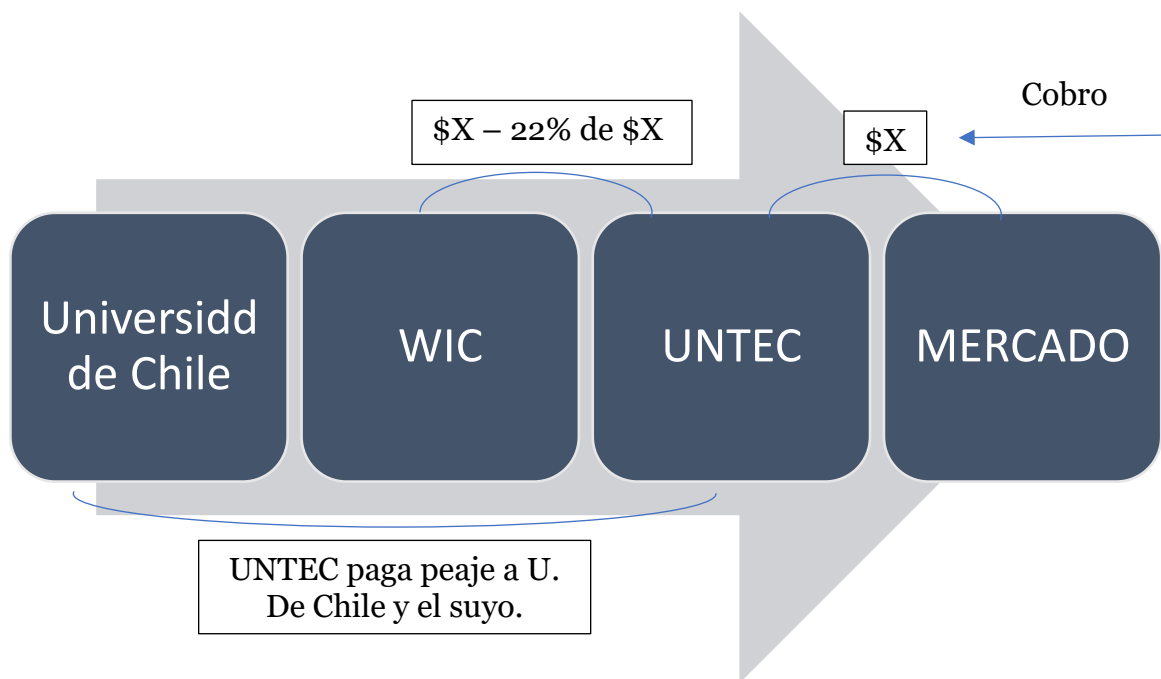 Cobro
$X – 22% de $X
$X
Universidd
de Chile
WIC
UNTEC
MERCADO
UNTEC paga peaje a U.
De Chile y el suyo.